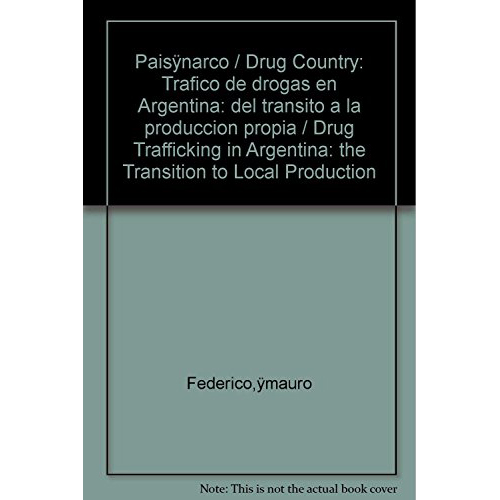 Paisÿnarco / Drug Country:
Trafico de drogas en
Argentina: del transito a la
produccion propia / Drug
Trafficking in Argentina: the
Transition to Local Production
Federico,ÿmauro
Note: This is not the actual book cover